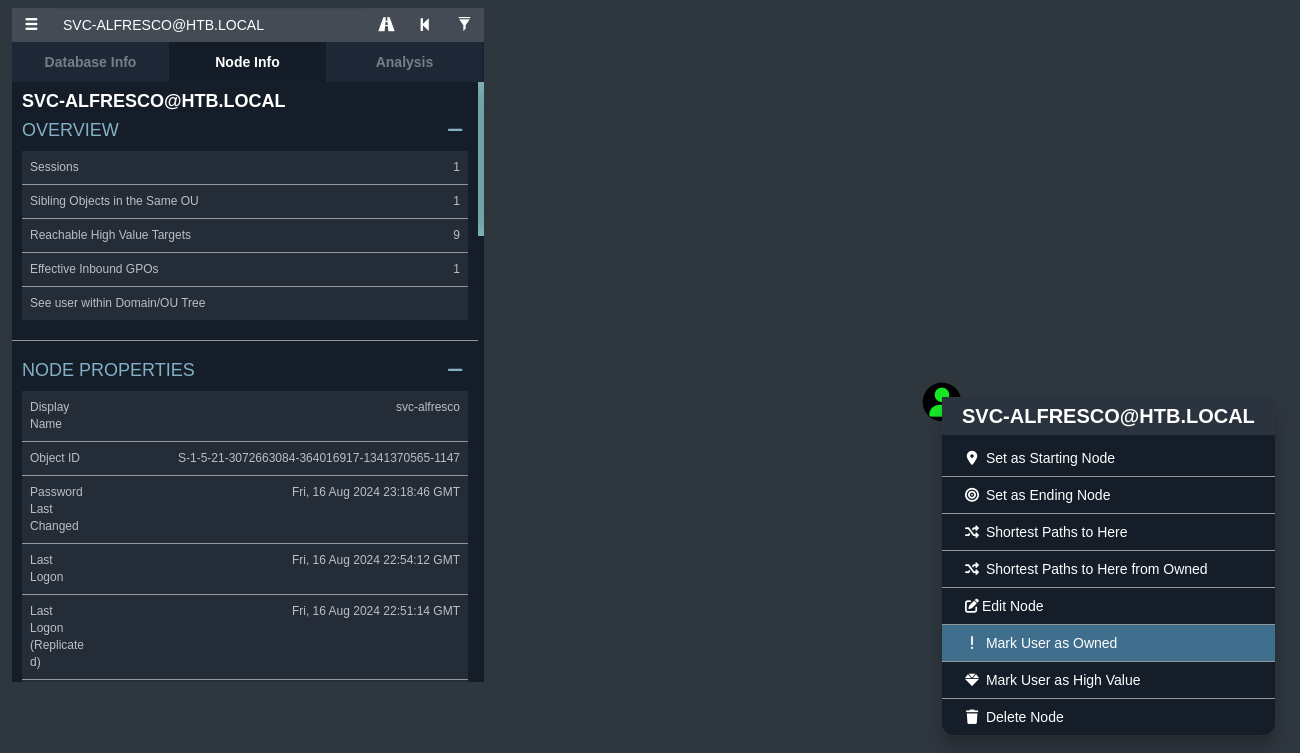 SVC-ALFRESCO@HTB.LOCAL
Database Info
Node Info
Analysis
SVC-ALFRESCO@HTB.LOCAL
OVERVIEW
Sessions 1
Sibling Objects in the Same OU 1
Reachable High Value Targets 9
Effective Inbound GPOs 1
See user within Domain/OU Tree
NODE PROPERTIES
Display svc-alfresco
Name
Object ID S-1-5-21-3072663084-364016917-1341370565-1147
Password Fri, 16 Aug 2024 23:18:46 GMT
Last
Changed
Last Fri, 16 Aug 2024 22:54:12 GMT
Logon
Last Fri, 16 Aug 2024 22:51:14 GMT
Logon
(Replicate
d)
SVC-ALFRESCO@HTB.LOCAL
Set as Starting Node
Set as Ending Node
Shortest Paths to Here
Shortest Paths to Here from Owned
Edit Node
Mark User as Owned
Mark User as High Value
Delete Node